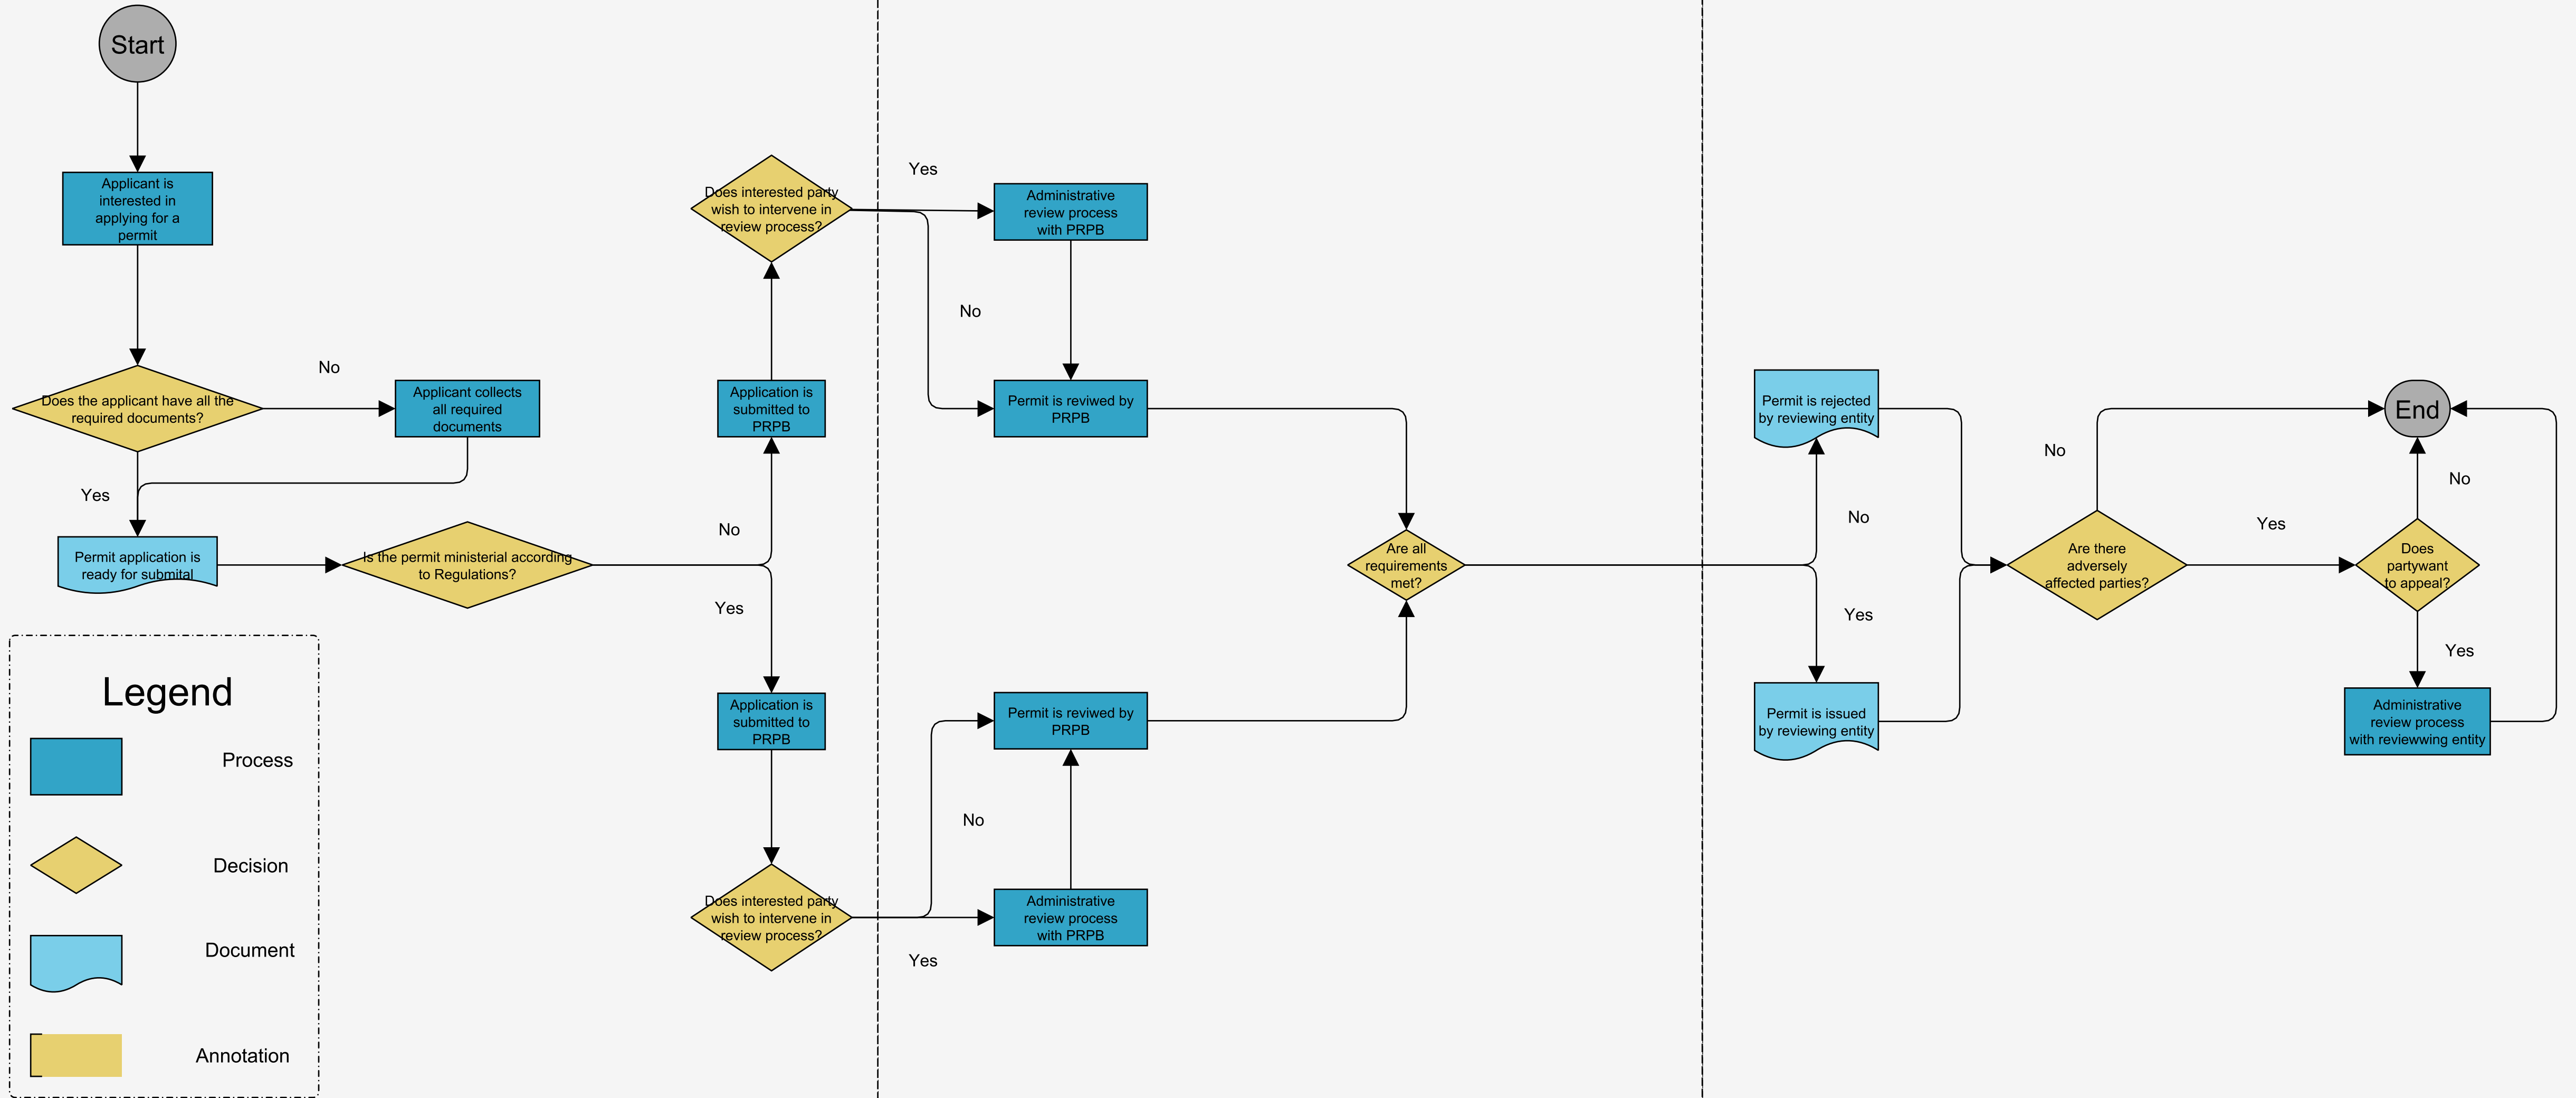 Start
Applicant is
interested in
applying for a
permit
Does the applicant have all the
required documents?
No
Applicant collects
all required
documents
Yes
Permit application is
ready for submital
Is the permit ministerial according
to Regulations?
No
Yes
Application is
submitted to
PRPB
Does interested party
wish to intervene in
review process?
Yes
No
Administrative
review process
with PRPB
Permit is reviwed by
PRPB
Application is
submitted to
PRPB
Does interested party
wish to intervene in
review process?
No
Yes
Permit is reviwed by
PRPB
Administrative
review process
with PRPB
Are all
requirements
met?
Permit is rejected
by reviewing entity
No
Yes
Permit is issued
by reviewing entity
Are there
adversely
affected parties?
No
Yes
End
No
Does
partywant
to appeal?
Yes
Administrative
review process
with reviewwing entity
Legend
Process
Decision
Document
Annotation